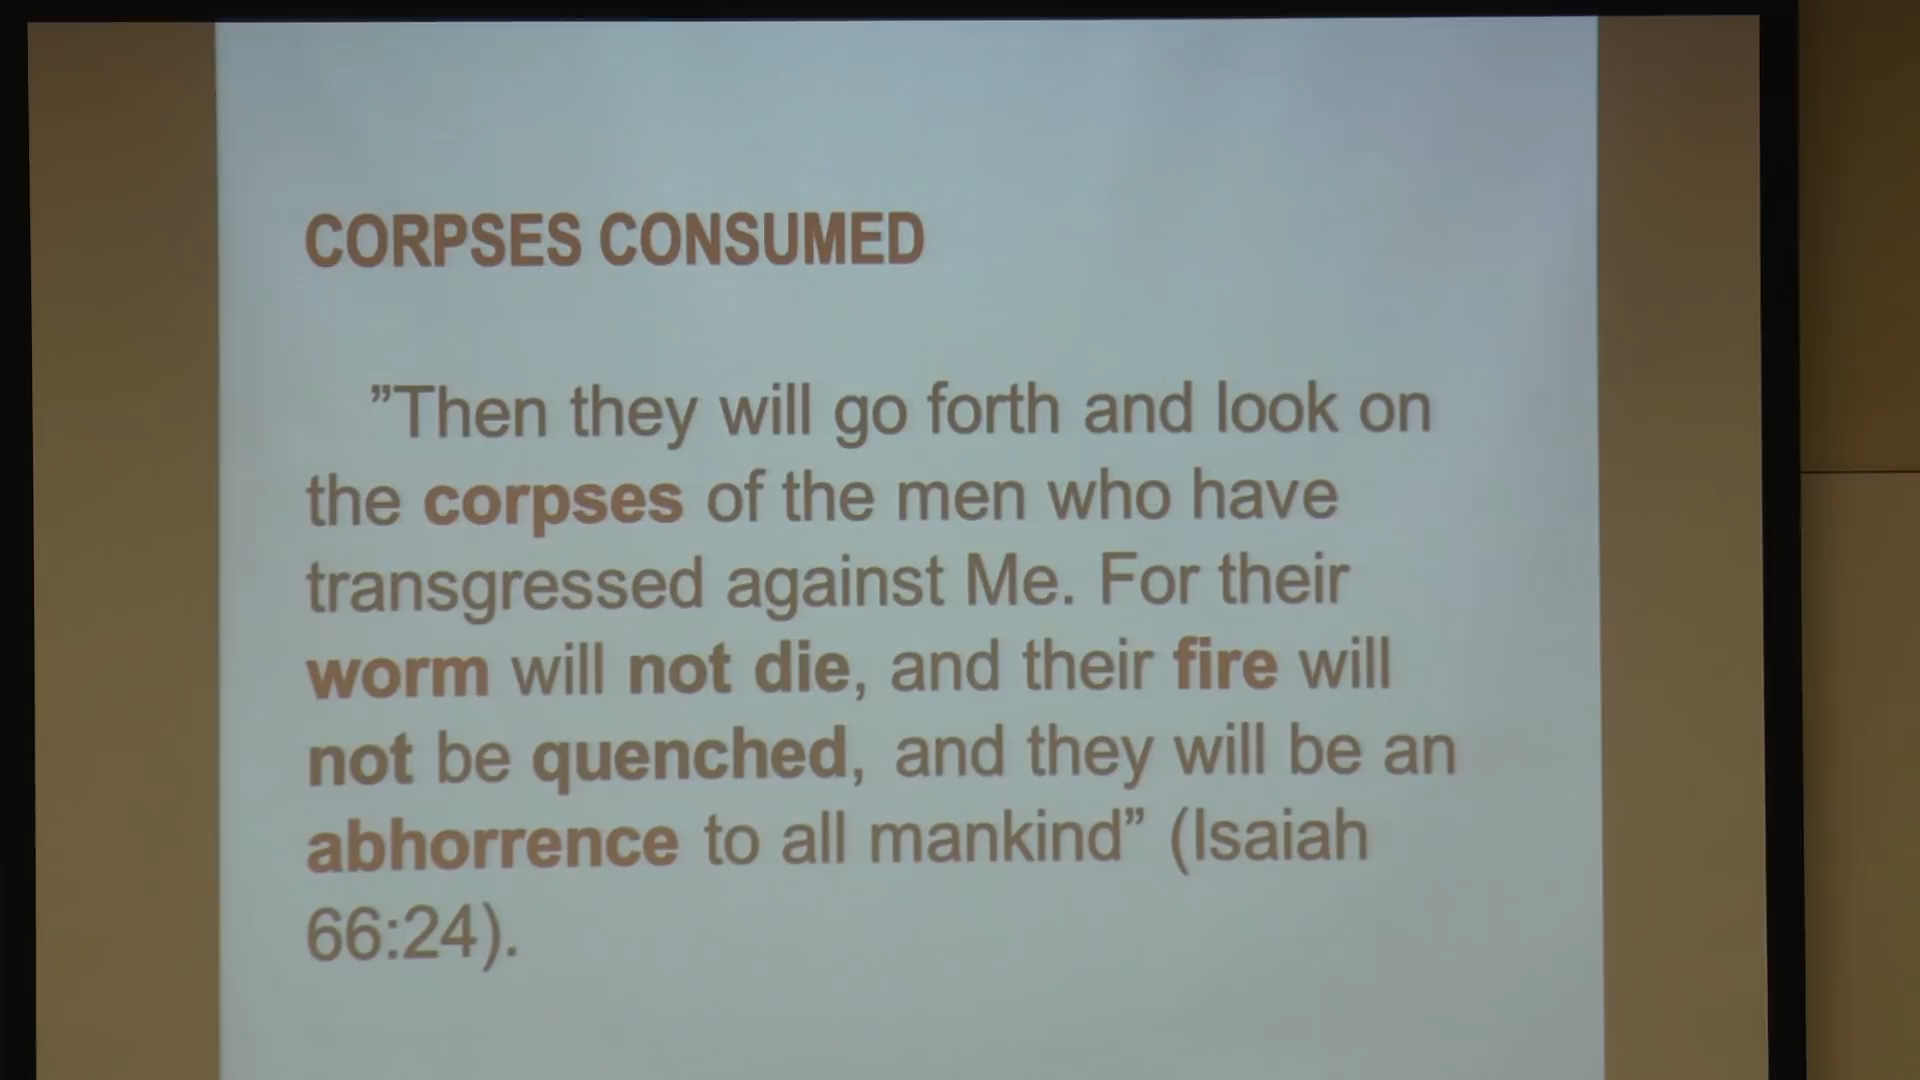 CORPSES CONSUMED
”Then they will go forth and look on
the corpses of the men who have
transgressed against Me. For their
worm will not die, and their fire will
not be quenched, and they will be an
abhorrence to all mankind” (Isaiah
66:24).